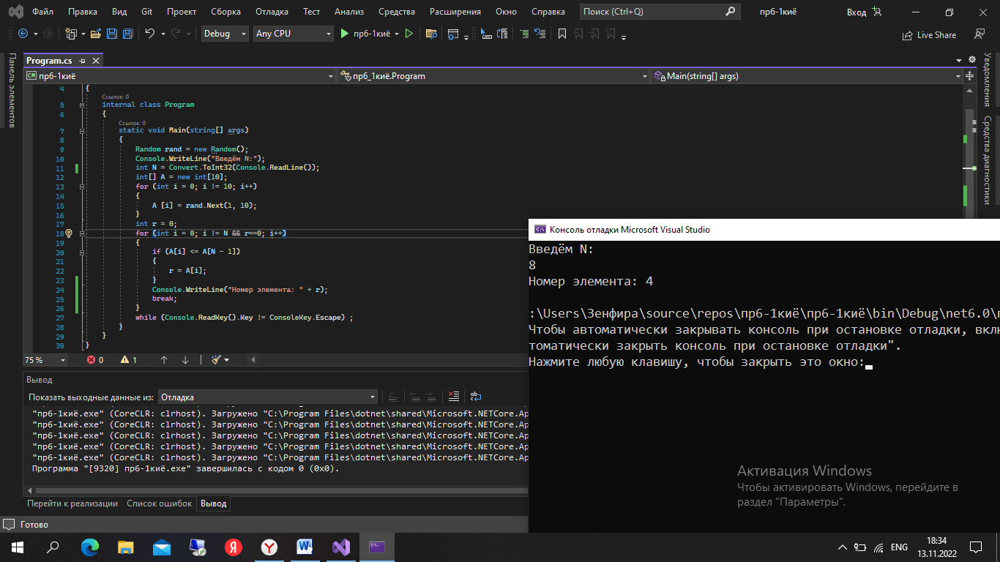 Файл Правка Вид Git Проект Сборка Отладка Тест Анализ Средства Расширения Окно Справка Поиск (Ctrl+Q) пр6-1киё Вход
Debug Any CPU пр6-1киё Live Share
Панель элементов
Program.cs
C# пр6-1киё пр6_1киё.Program Main(string[] args)
4 {
Ссылок: 0
5 internal class Program
6 {
Ссылок: 0
7 static void Main(string[] args)
8 {
9 Random rand = new Random();
10 Console.WriteLine("Введём N:");
11 int N = Convert.ToInt32(Console.ReadLine());
12 int[] A = new int[10];
13 for (int i = 0; i != 10; i++)
14 {
15 A [i] = rand.Next(1, 10);
16 }
17 int r = 0;
18 for (int i = 0; i != N && r==0; i++)
19 {
20 if (A[i] <= A[N - 1])
21 {
22 r = A[i];
23 }
24 Console.WriteLine("Номер элемента: " + r);
25 break;
26 }
27 while (Console.ReadKey().Key != ConsoleKey.Escape) ;
28 }
29 }
30 }
75 % 0 1
Вывод
Показать выходные данные из: Отладка
"пр6-1киё.exe" (CoreCLR: clrhost). Загружено "C:\Program Files\dotnet\shared\Microsoft.NETCore.Ap
"пр6-1киё.exe" (CoreCLR: clrhost). Загружено "C:\Program Files\dotnet\shared\Microsoft.NETCore.Ap
"пр6-1киё.exe" (CoreCLR: clrhost). Загружено "C:\Program Files\dotnet\shared\Microsoft.NETCore.Ap
"пр6-1киё.exe" (CoreCLR: clrhost). Загружено "C:\Program Files\dotnet\shared\Microsoft.NETCore.Ap
"пр6-1киё.exe" (CoreCLR: clrhost). Загружено "C:\Program Files\dotnet\shared\Microsoft.NETCore.Ap
Программа "[9320] пр6-1киё.exe" завершилась с кодом 0 (0x0).
Перейти к реализации Список ошибок Вывод
Готово
Уведомления
Средства диагностики
Консоль отладки Microsoft Visual Studio
Введём N:
8
Номер элемента: 4
:\Users\Зенфира\source\repos\пр6-1киё\пр6-1киё\bin\Debug\net6.0\п
Чтобы автоматически закрывать консоль при остановке отладки, вклю
томатически закрыть консоль при остановке отладки".
Нажмите любую клавишу, чтобы закрыть это окно:
Активация Windows
Чтобы активировать Windows, перейдите в
раздел "Параметры".
ENG
18:34
13.11.2022